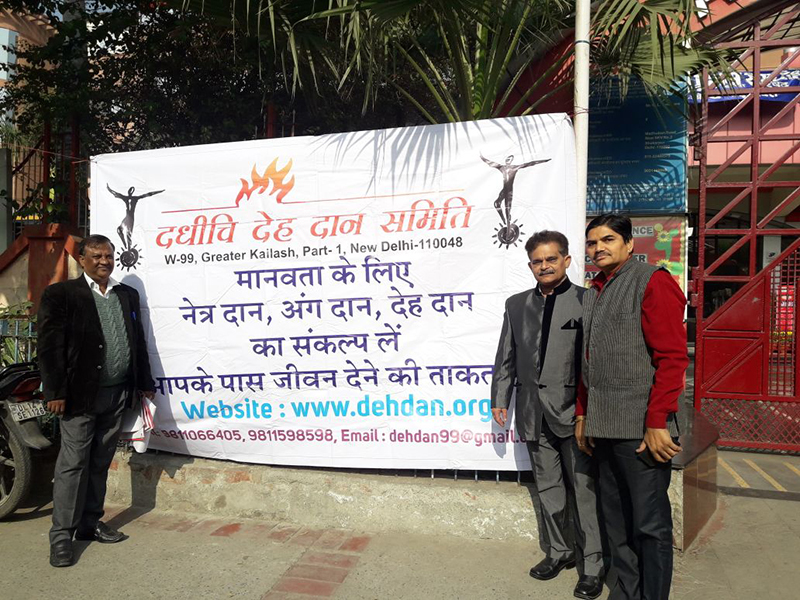 दधीचि देह दान समिति
W-99, Greater Kailash, Part- 1, New Delhi-110048
मानवता के लिए
नेत्र दान, अंग दान, देह दान
का संकल्प लें
आपके पास जीवन देने की ताकत
Website : www.dehdan.org
9811066405, 9811598598, Email : dehdan99@gmail.c